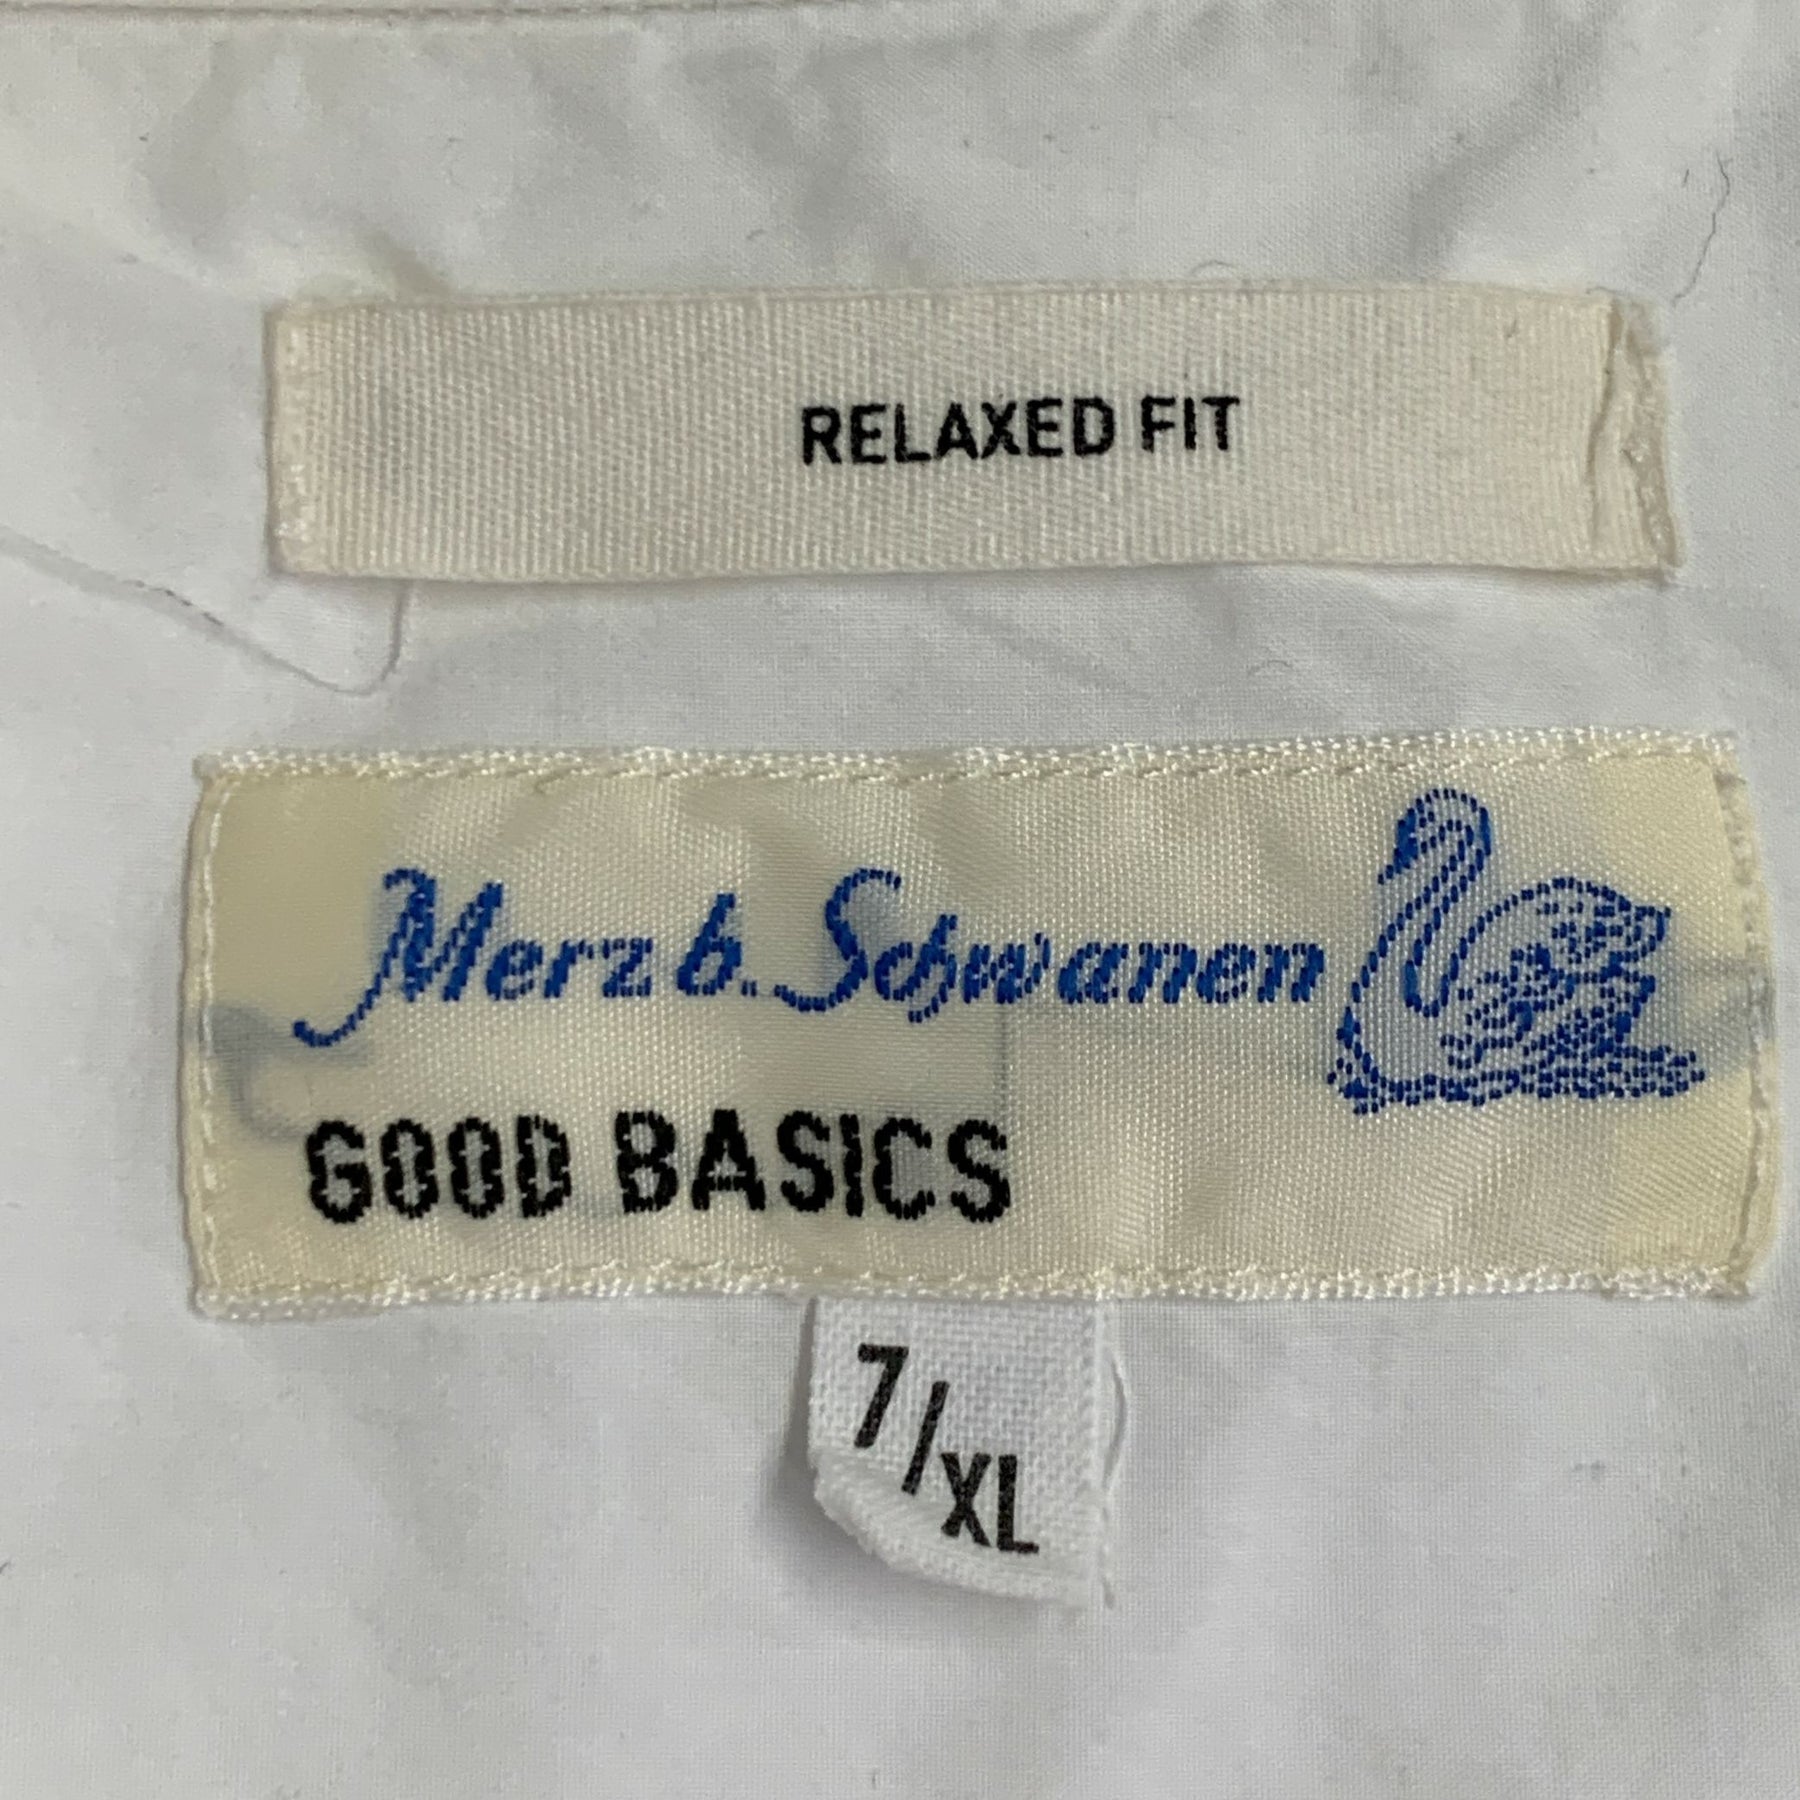 RELAXED FIT
Merz b. Schwanen
GOOD BASICS
7/XL